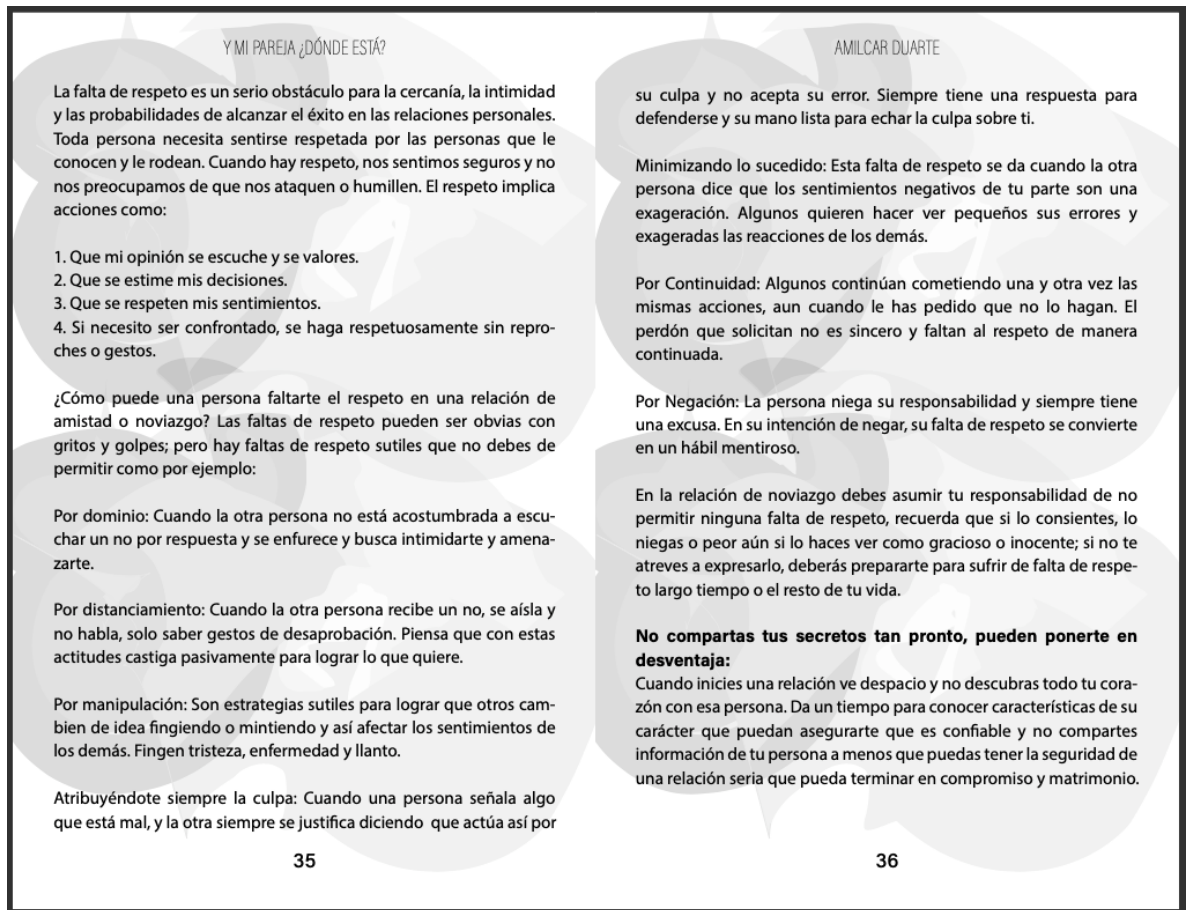 Y MI PAREJA ¿DÓNDE ESTÁ?
La falta de respeto es un serio obstáculo para la cercanía, la intimidad
y las probabilidades de alcanzar el éxito en las relaciones personales.
Toda persona necesita sentirse respetada por las personas que le
conocen y le rodean. Cuando hay respeto, nos sentimos seguros y no
nos preocupamos de que nos ataquen o humillen. El respeto implica
acciones como:
1. Que mi opinión se escuche y se valores.
2. Que se estime mis decisiones.
3. Que se respeten mis sentimientos.
4. Si necesito ser confrontado, se haga respetuosamente sin repro-
ches o gestos.
¿Cómo puede una persona faltarte el respeto en una relación de
amistad o noviazgo? Las faltas de respeto pueden ser obvias con
gritos y golpes; pero hay faltas de respeto sutiles que no debes de
permitir como por ejemplo:
Por dominio: Cuando la otra persona no está acostumbrada a escu-
char un no por respuesta y se enfurece y busca intimidarte y amena-
zarte.
Por distanciamiento: Cuando la otra persona recibe un no, se aísla y
no habla, solo saber gestos de desaprobación. Piensa que con estas
actitudes castiga pasivamente para lograr lo que quiere.
Por manipulación: Son estrategias sutiles para lograr que otros cam-
bien de idea fingiendo o mintiendo y así afectar los sentimientos de
los demás. Fingen tristeza, enfermedad y llanto.
Atribuyéndote siempre la culpa: Cuando una persona señala algo
que está mal, y la otra siempre se justifica diciendo que actúa así por
35
AMILCAR DUARTE
su culpa y no acepta su error. Siempre tiene una respuesta para
defenderse y su mano lista para echar la culpa sobre ti.
Minimizando lo sucedido: Esta falta de respeto se da cuando la otra
persona dice que los sentimientos negativos de tu parte son una
exageración. Algunos quieren hacer ver pequeños sus errores y
exageradas las reacciones de los demás.
Por Continuidad: Algunos continúan cometiendo una y otra vez las
mismas acciones, aun cuando le has pedido que no lo hagan. El
perdón que solicitan no es sincero y faltan al respeto de manera
continuada.
Por Negación: La persona niega su responsabilidad y siempre tiene
una excusa. En su intención de negar, su falta de respeto se convierte
en un hábil mentiroso.
En la relación de noviazgo debes asumir tu responsabilidad de no
permitir ninguna falta de respeto, recuerda que si lo consientes, lo
niegas o peor aún si lo haces ver como gracioso o inocente; si no te
atreves a expresarlo, deberás prepararte para sufrir de falta de respe-
to largo tiempo o el resto de tu vida.
No compartas tus secretos tan pronto, pueden ponerte en
desventaja:
Cuando inicies una relación ve despacio y no descubras todo tu cora-
zón con esa persona. Da un tiempo para conocer características de su
carácter que puedan asegurarte que es confiable y no compartes
información de tu persona a menos que puedas tener la seguridad de
una relación seria que pueda terminar en compromiso y matrimonio.
36